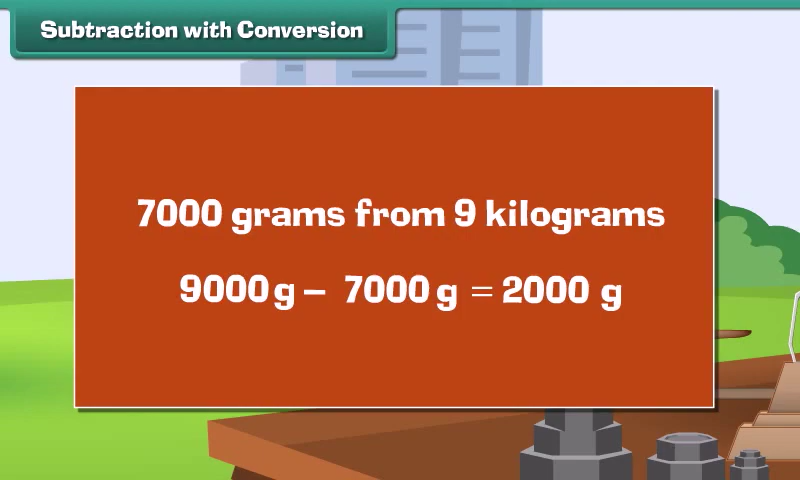 Subtraction with Conversion
7000 grams from 9 kilograms
9000 g – 7000 g = 2000 g